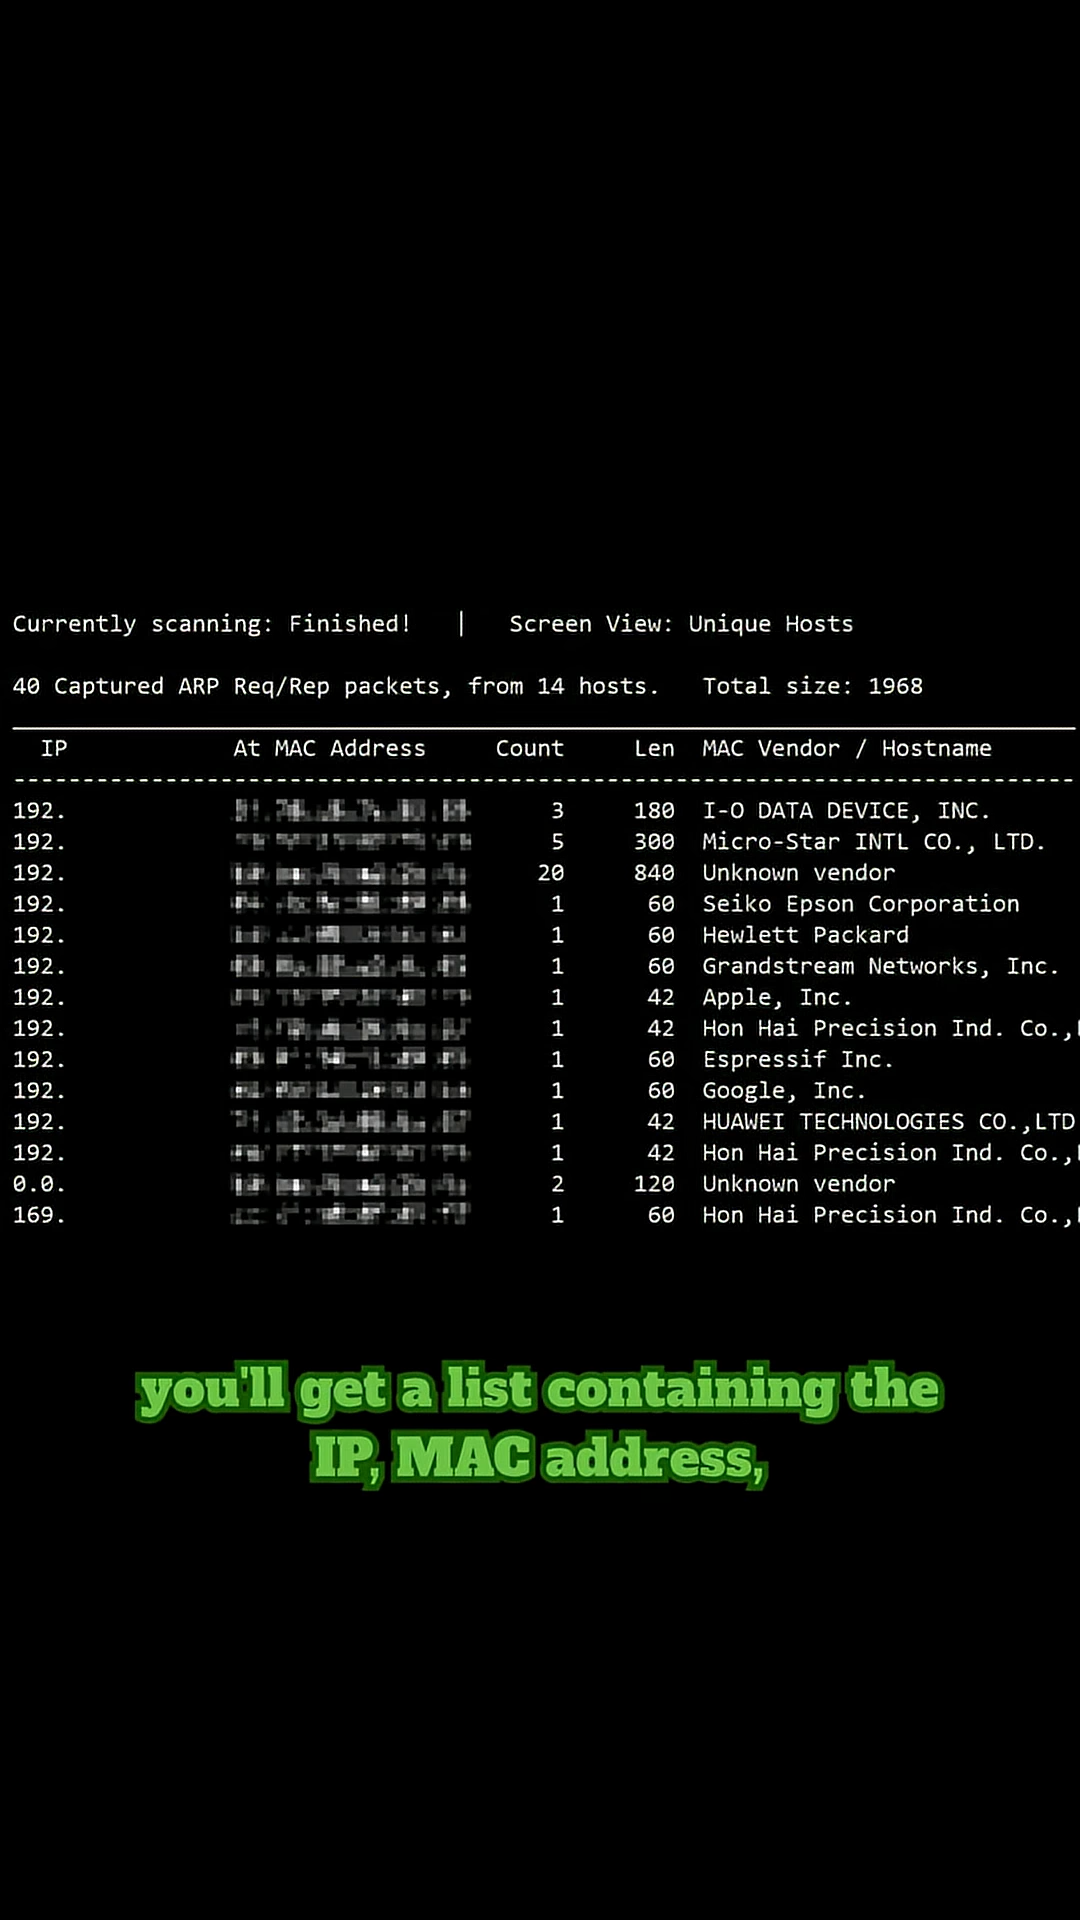 Currently scanning: Finished!   |   Screen View: Unique Hosts
40 Captured ARP Req/Rep packets, from 14 hosts.   Total size: 1968
IP            At MAC Address     Count     Len  MAC Vendor / Hostname
192.   3     180  I-O DATA DEVICE, INC.
192.   5     300  Micro-Star INTL CO., LTD.
192.   20     840  Unknown vendor
192.   1      60  Seiko Epson Corporation
192.   1      60  Hewlett Packard
192.   1      60  Grandstream Networks, Inc.
192.   1      42  Apple, Inc.
192.   1      42  Hon Hai Precision Ind. Co.,
192.   1      60  Espressif Inc.
192.   1      60  Google, Inc.
192.   1      42  HUAWEI TECHNOLOGIES CO.,LTD
192.   1      42  Hon Hai Precision Ind. Co.,
0.0.   2     120  Unknown vendor
169.   1      60  Hon Hai Precision Ind. Co.,
you'll get a list containing the
IP, MAC address,